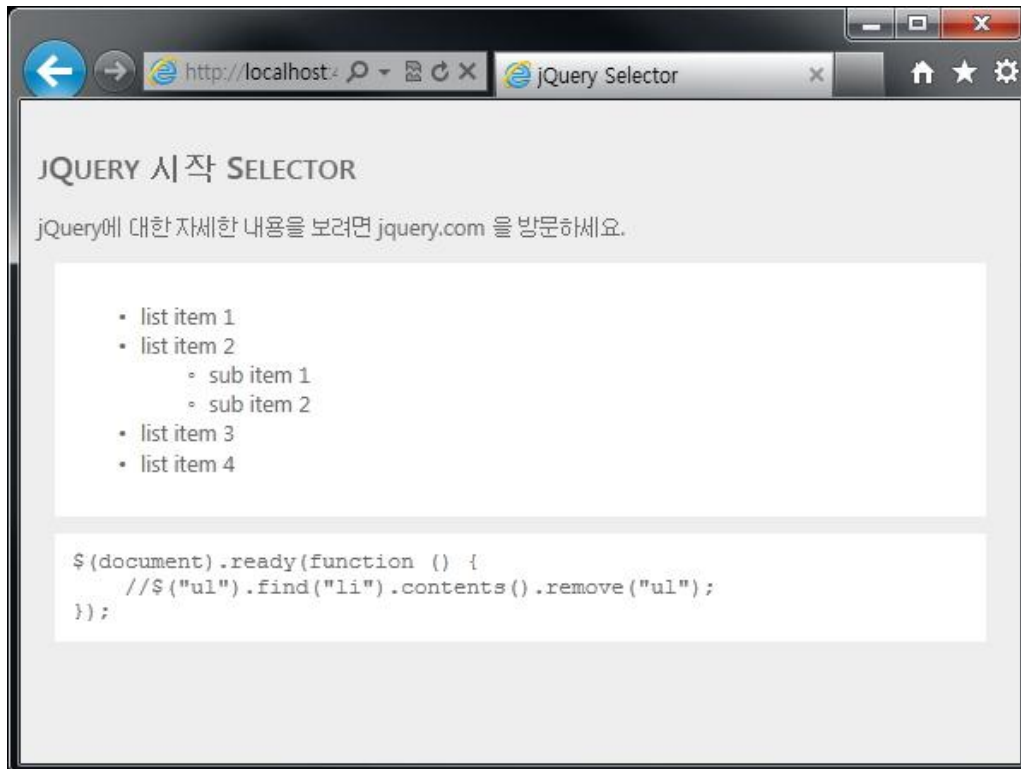 http://localhost:4
jQuery Selector
JQUERY 시작 SELECTOR
jQuery에 대한 자세한 내용을 보려면 jquery.com 을 방문하세요.
• list item 1
• list item 2
◦ sub item 1
◦ sub item 2
• list item 3
• list item 4
$(document).ready(function () {
//$("ul").find("li").contents().remove("ul");
});